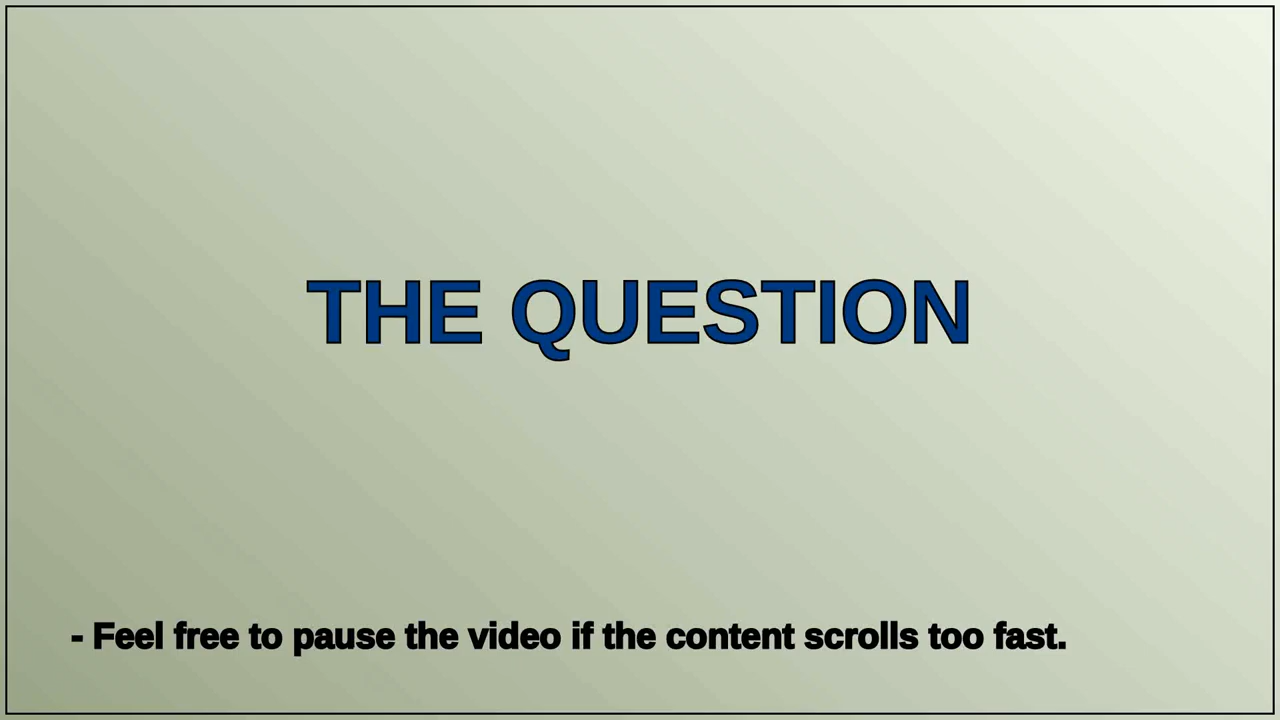 THE QUESTION
- Feel free to pause the video if the content scrolls too fast.